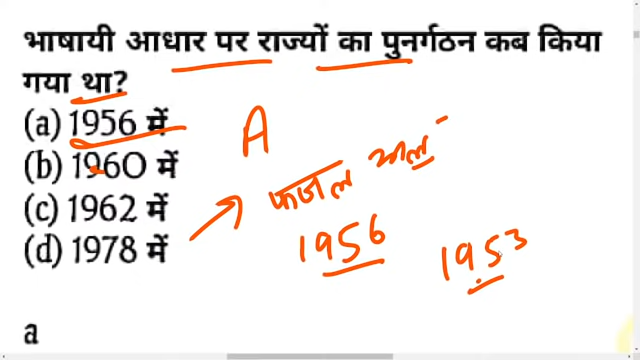 भाषायी आधार पर राज्यों का पुनर्गठन कब किया
गया था?
(a) 1956 में
(b) 1960 में
(c) 1962 में
(d) 1978 में
A
फजल अल
1956
1953
a